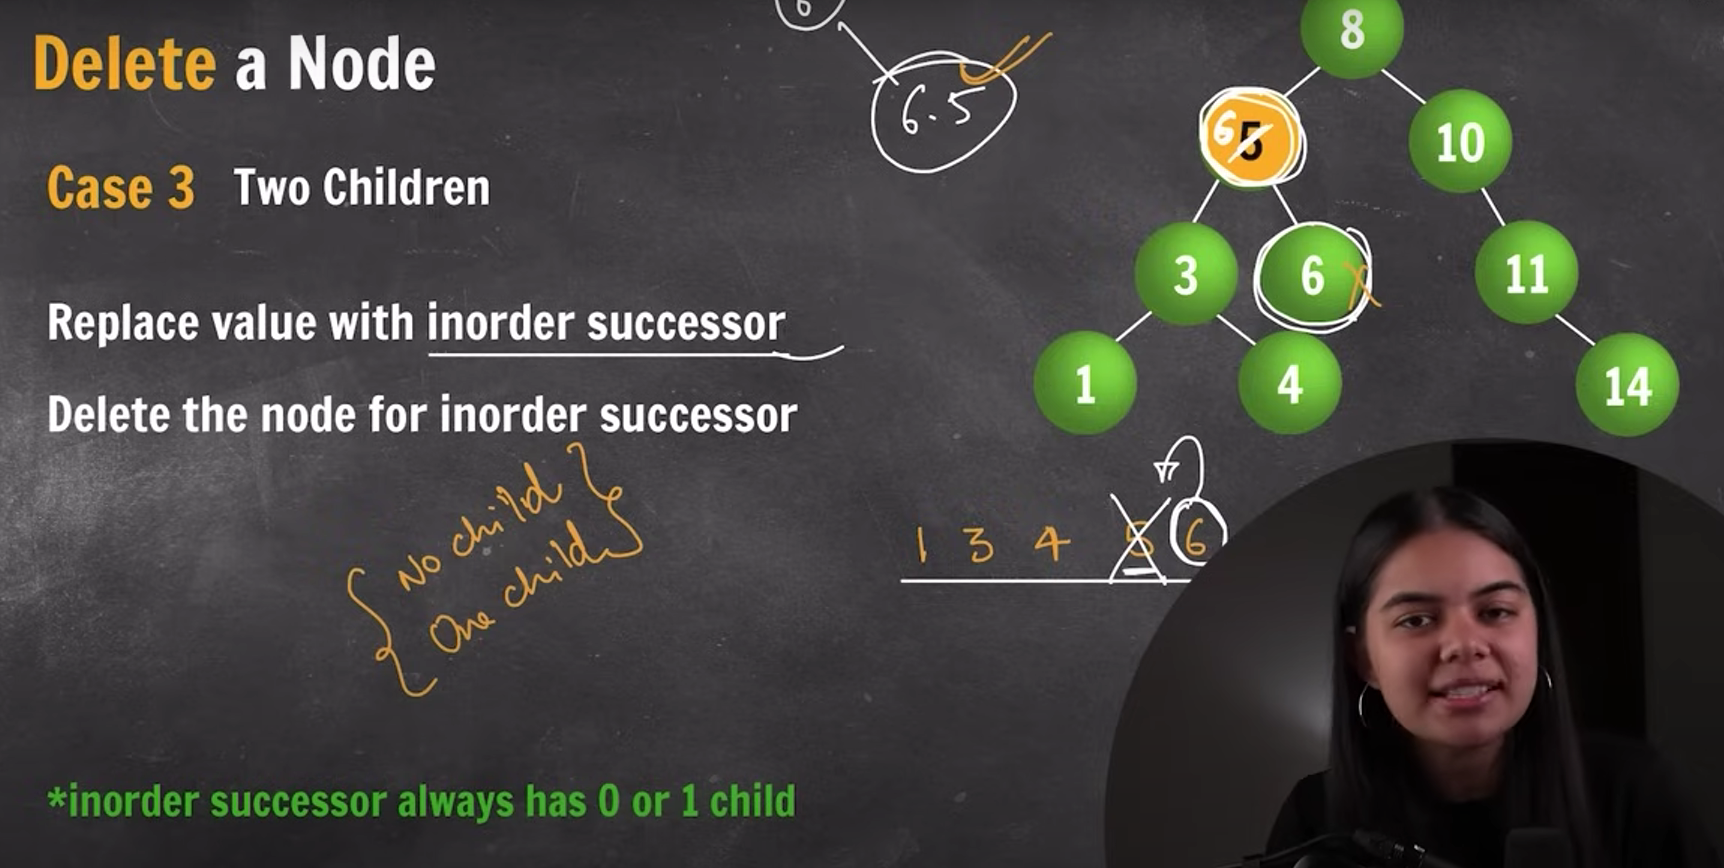 Delete a Node
Case 3 Two Children
Replace value with inorder successor
Delete the node for inorder successor
{ No child }
{ One child }
*inorder successor always has 0 or 1 child
6
6.5
8
6 5 10
3 6 X 11
1 4 14
1 3 4 5 6